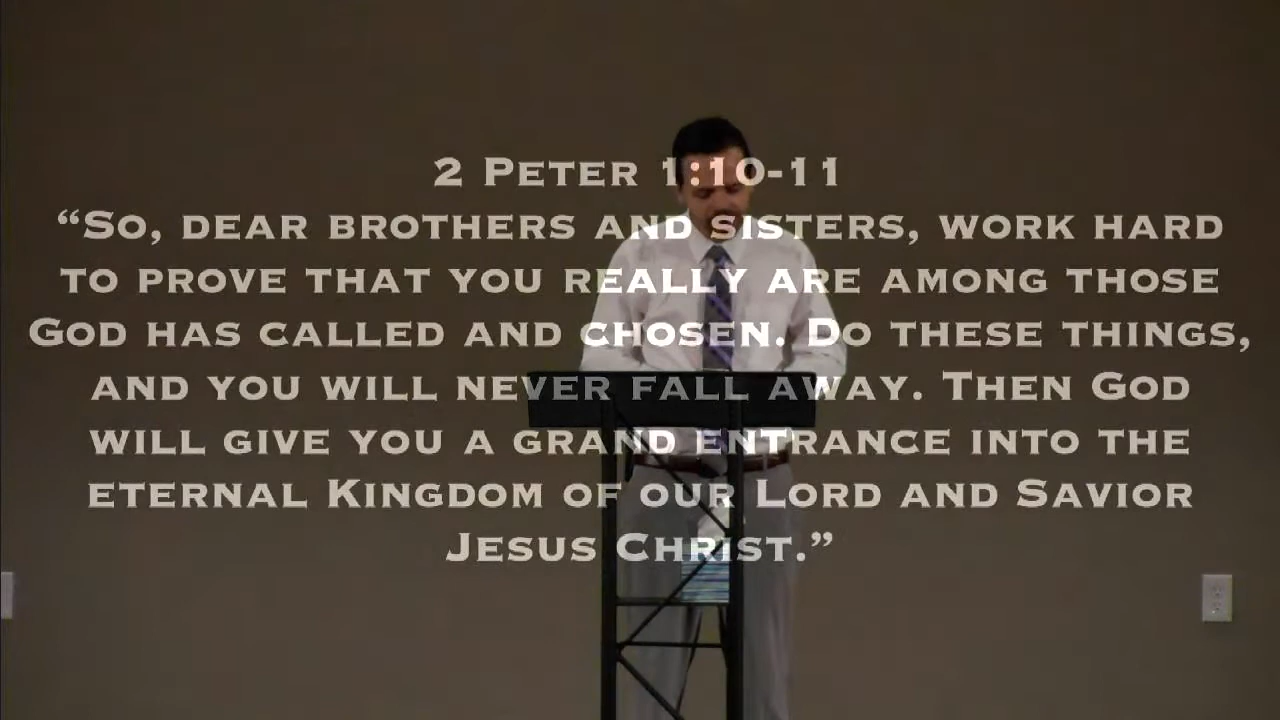 2 Peter 1:10-11
“So, dear brothers and sisters, work hard
to prove that you really are among those
God has called and chosen. Do these things,
and you will never fall away. Then God
will give you a grand entrance into the
eternal Kingdom of our Lord and Savior
Jesus Christ.”